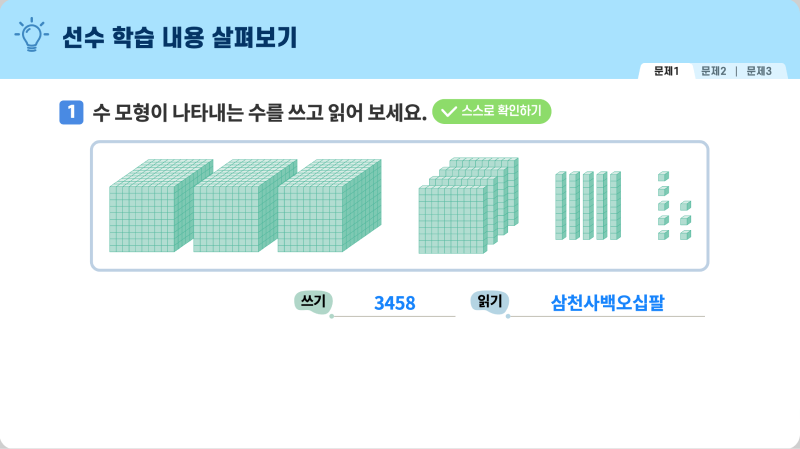 선수 학습 내용 살펴보기
문제1 문제2 | 문제3
1 수 모형이 나타내는 수를 쓰고 읽어 보세요. 스스로 확인하기
쓰기 3458 읽기 삼천사백오십팔